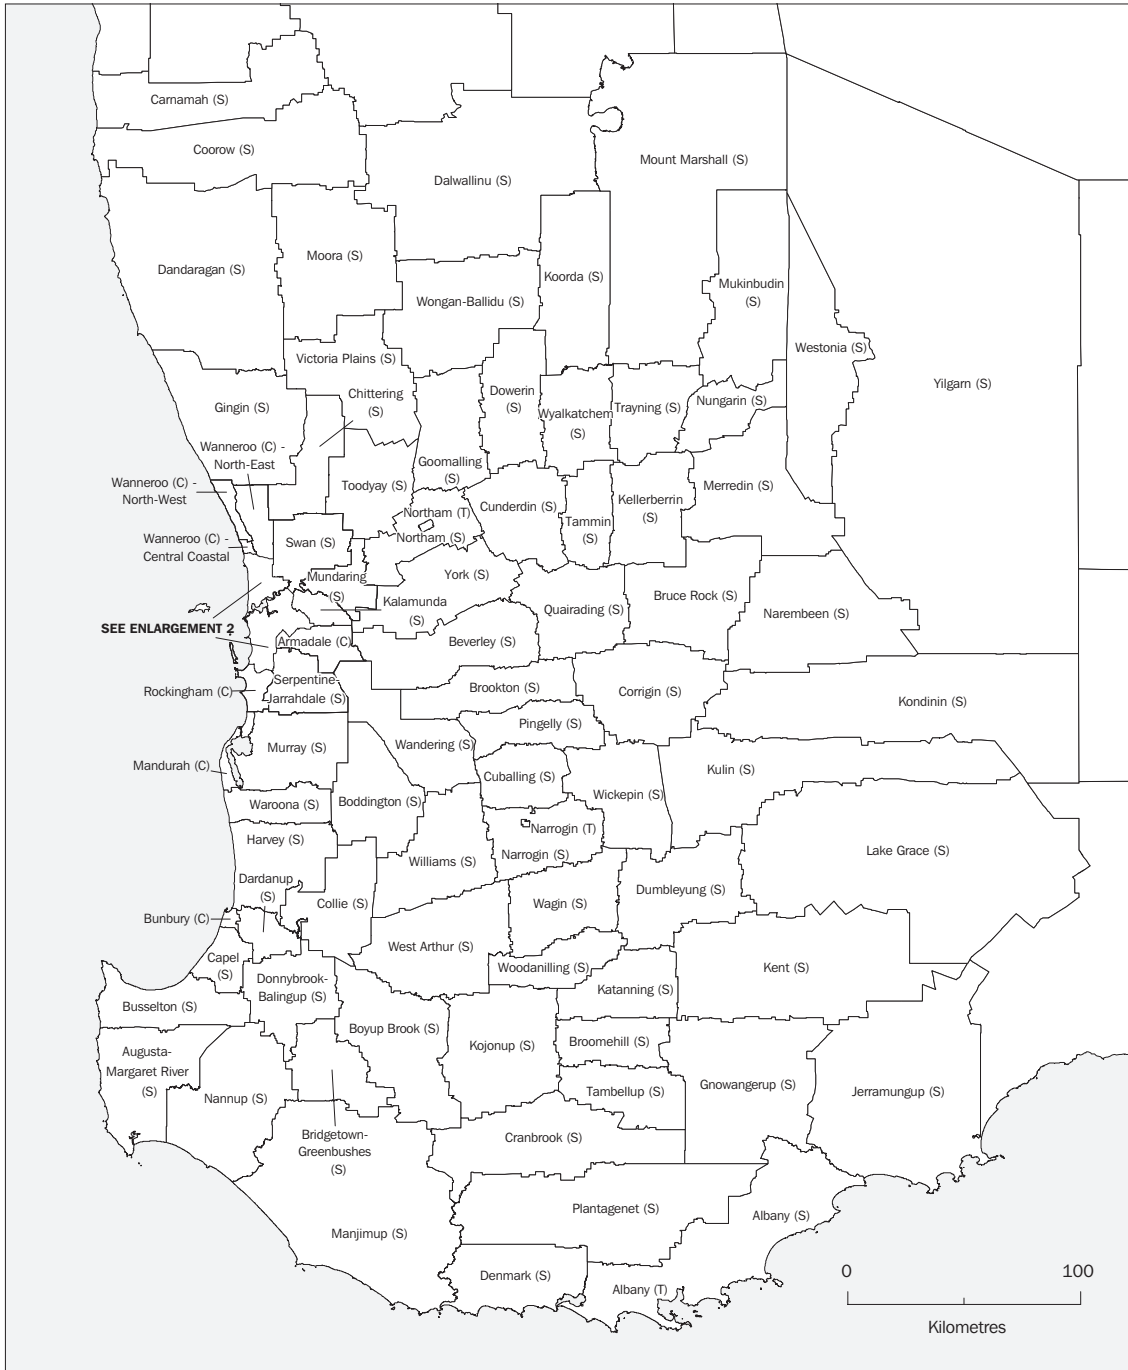 Carnamah (S)
Coorow (S)
Mount Marshall (S)
Dalwallinu (S)
Moora (S)
Dandaragan (S)
Koorda (S)
Mukinbudin
(S)
Wongan-Ballidu (S)
Westonia (S)
Victoria Plains (S)
Yilgarn (S)
Chittering
(S)
Dowerin
(S)
Gingin (S)
Wyalkatchem
(S)
Trayning (S)
Nungarin (S)
Wanneroo (C) -
North-East
Goomalling
(S)
Wanneroo (C) -
North-West
Toodyay (S)
Merredin (S)
Kellerberrin
(S)
Cunderdin (S)
Northam (T)
Northam (S)
Tammin
(S)
Wanneroo (C) -
Central Coastal
Swan (S)
Mundaring
(S)
York (S)
Kalamunda
(S)
Quairading (S)
Bruce Rock (S)
Narembeen (S)
SEE ENLARGEMENT 2
Armadale (C)
Beverley (S)
Serpentine-
Jarrahdale (S)
Rockingham (C)
Brookton (S)
Corrigin (S)
Kondinin (S)
Pingelly (S)
Murray (S)
Wandering (S)
Mandurah (C)
Cuballing (S)
Kulin (S)
Waroona (S)
Boddington (S)
Wickepin (S)
Harvey (S)
Narrogin (T)
Narrogin (S)
Williams (S)
Lake Grace (S)
Dardanup
(S)
Collie (S)
Wagin (S)
Dumbleyung (S)
Bunbury (C)
West Arthur (S)
Capel
(S)
Woodanilling (S)
Kent (S)
Donnybrook-
Balingup (S)
Katanning (S)
Busselton (S)
Boyup Brook (S)
Kojonup (S)
Broomehill (S)
Augusta-
Margaret River
(S)
Nannup (S)
Tambellup (S)
Gnowangerup (S)
Jerramungup (S)
Bridgetown-
Greenbushes
(S)
Cranbrook (S)
Plantagenet (S)
Albany (S)
Manjimup (S)
Denmark (S)
Albany (T)
0 100
Kilometres